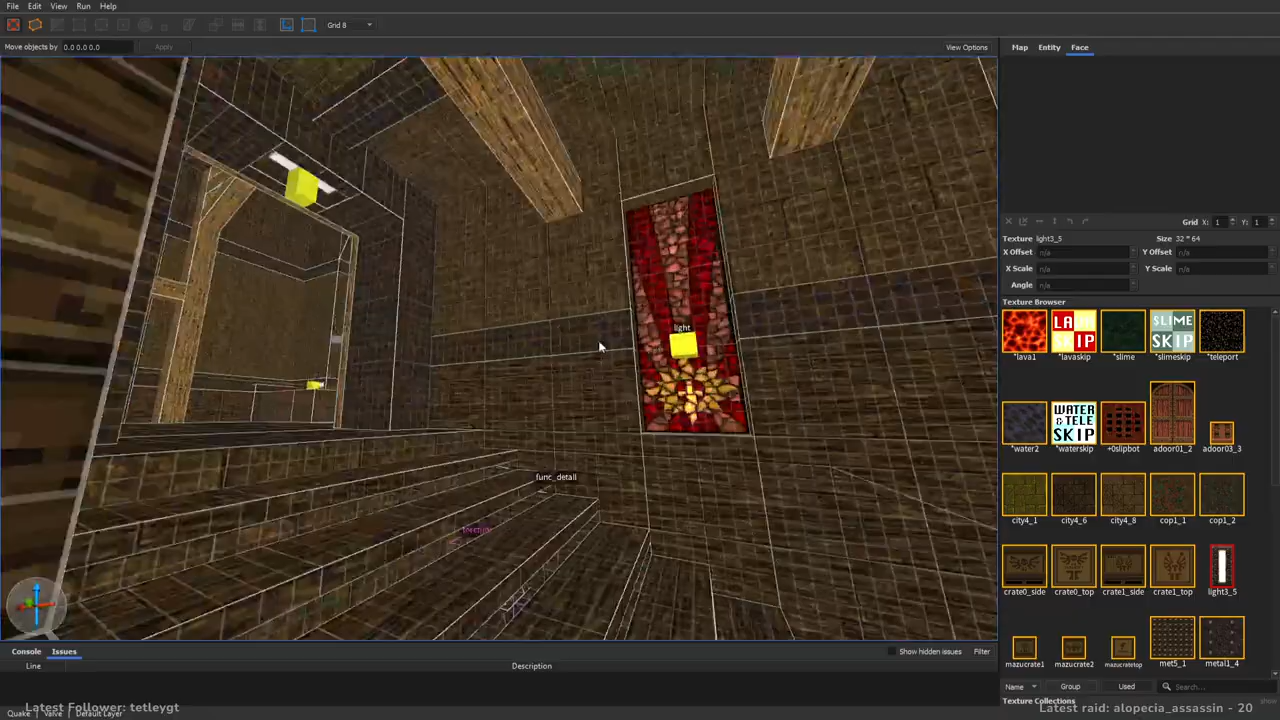 File Edit View Run Help
Grid 8
Move objects by 0.0 0.0 0.0 Apply View Options
Map Entity Face
Grid X: 1 Y: 1
Texture light3_5 Size 32 * 64
X Offset n/a Y Offset n/a
X Scale n/a Y Scale n/a
Angle n/a
Texture Browser
LAVA SKIP SLIME SKIP
*lava1 *lavaskip *slime *slimeskip *teleport
WATER & TELE SKIP
*water2 *waterskip +0slipbot adoor01_2 adoor03_3
city4_1 city4_6 city4_8 cop1_1 cop1_2
crate0_side crate0_top crate1_side crate1_top light3_5
mazucrate1 mazucrate2 mazucratetop met5_1 metal1_4
Name Group Used Search...
Texture Collections show
light
func_detail
Console Issues
Show hidden issues Filter
Line Description
Quake Valve Default Layer
Latest Follower: tetleygt
Latest raid: alopecia_assassin - 20